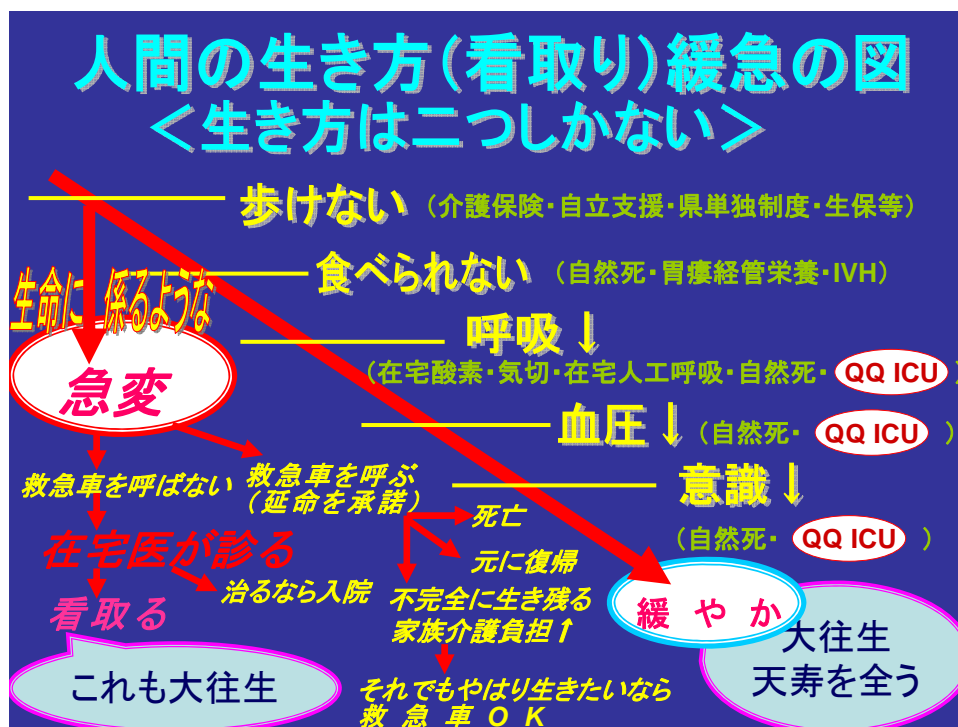 人間の生き方(看取り)緩急の図
＜生き方は二つしかない＞
歩けない (介護保険・自立支援・県単独制度・生保等)
食べられない (自然死・胃瘻経管栄養・IVH)
生命に 係るような
急変
呼吸↓
(在宅酸素・気切・在宅人工呼吸・自然死・ QQ ICU )
血圧↓ (自然死・ QQ ICU )
意識↓
(自然死・ QQ ICU )
救急車を呼ばない
救急車を呼ぶ
(延命を承諾)
在宅医が診る
看取る
治るなら入院
これも大往生
死亡
元に復帰
不完全に生き残る
家族介護負担↑
それでもやはり生きたいなら
救急車OK
緩やか
大往生
天寿を全う